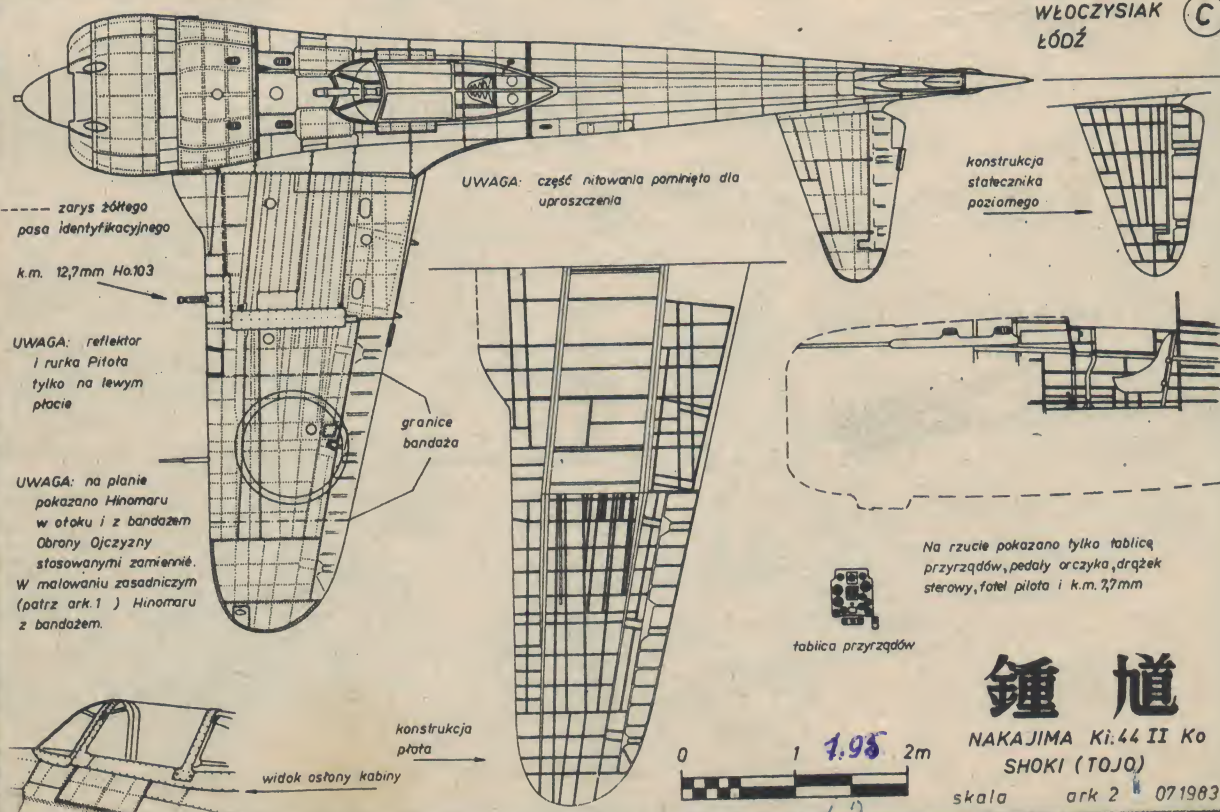 WŁOCZYSIAK
ŁÓDŹ
C
zarys żółtego
pasa identyfikacyjnego
k.m. 12,7mm Ho.103
UWAGA: reflektor
i rurka Pitota
tylko na lewym
płacie
UWAGA: na planie
pokazano Hinomaru
w otoku i z bandażem
Obrony Ojczyzny
stosowanymi zamiennie.
W malowaniu zasadniczym
(patrz ark.1 ) Hinomaru
z bandażem.
UWAGA: część nitowania pominięto dla
uproszczenia
granice
bandaża
konstrukcja
statecznika
poziomego
Na rzucie pokazano tylko tablicę
przyrządów, pedały orczyka, drążek
sterowy, fotel pilota i k.m. 7,7mm
tablica przyrządów
konstrukcja
płata
widok osłony kabiny
0 1 2m
鍾馗
NAKAJIMA Ki.44 II Ko
SHOKI (TOJO)
skala ark 2 071983